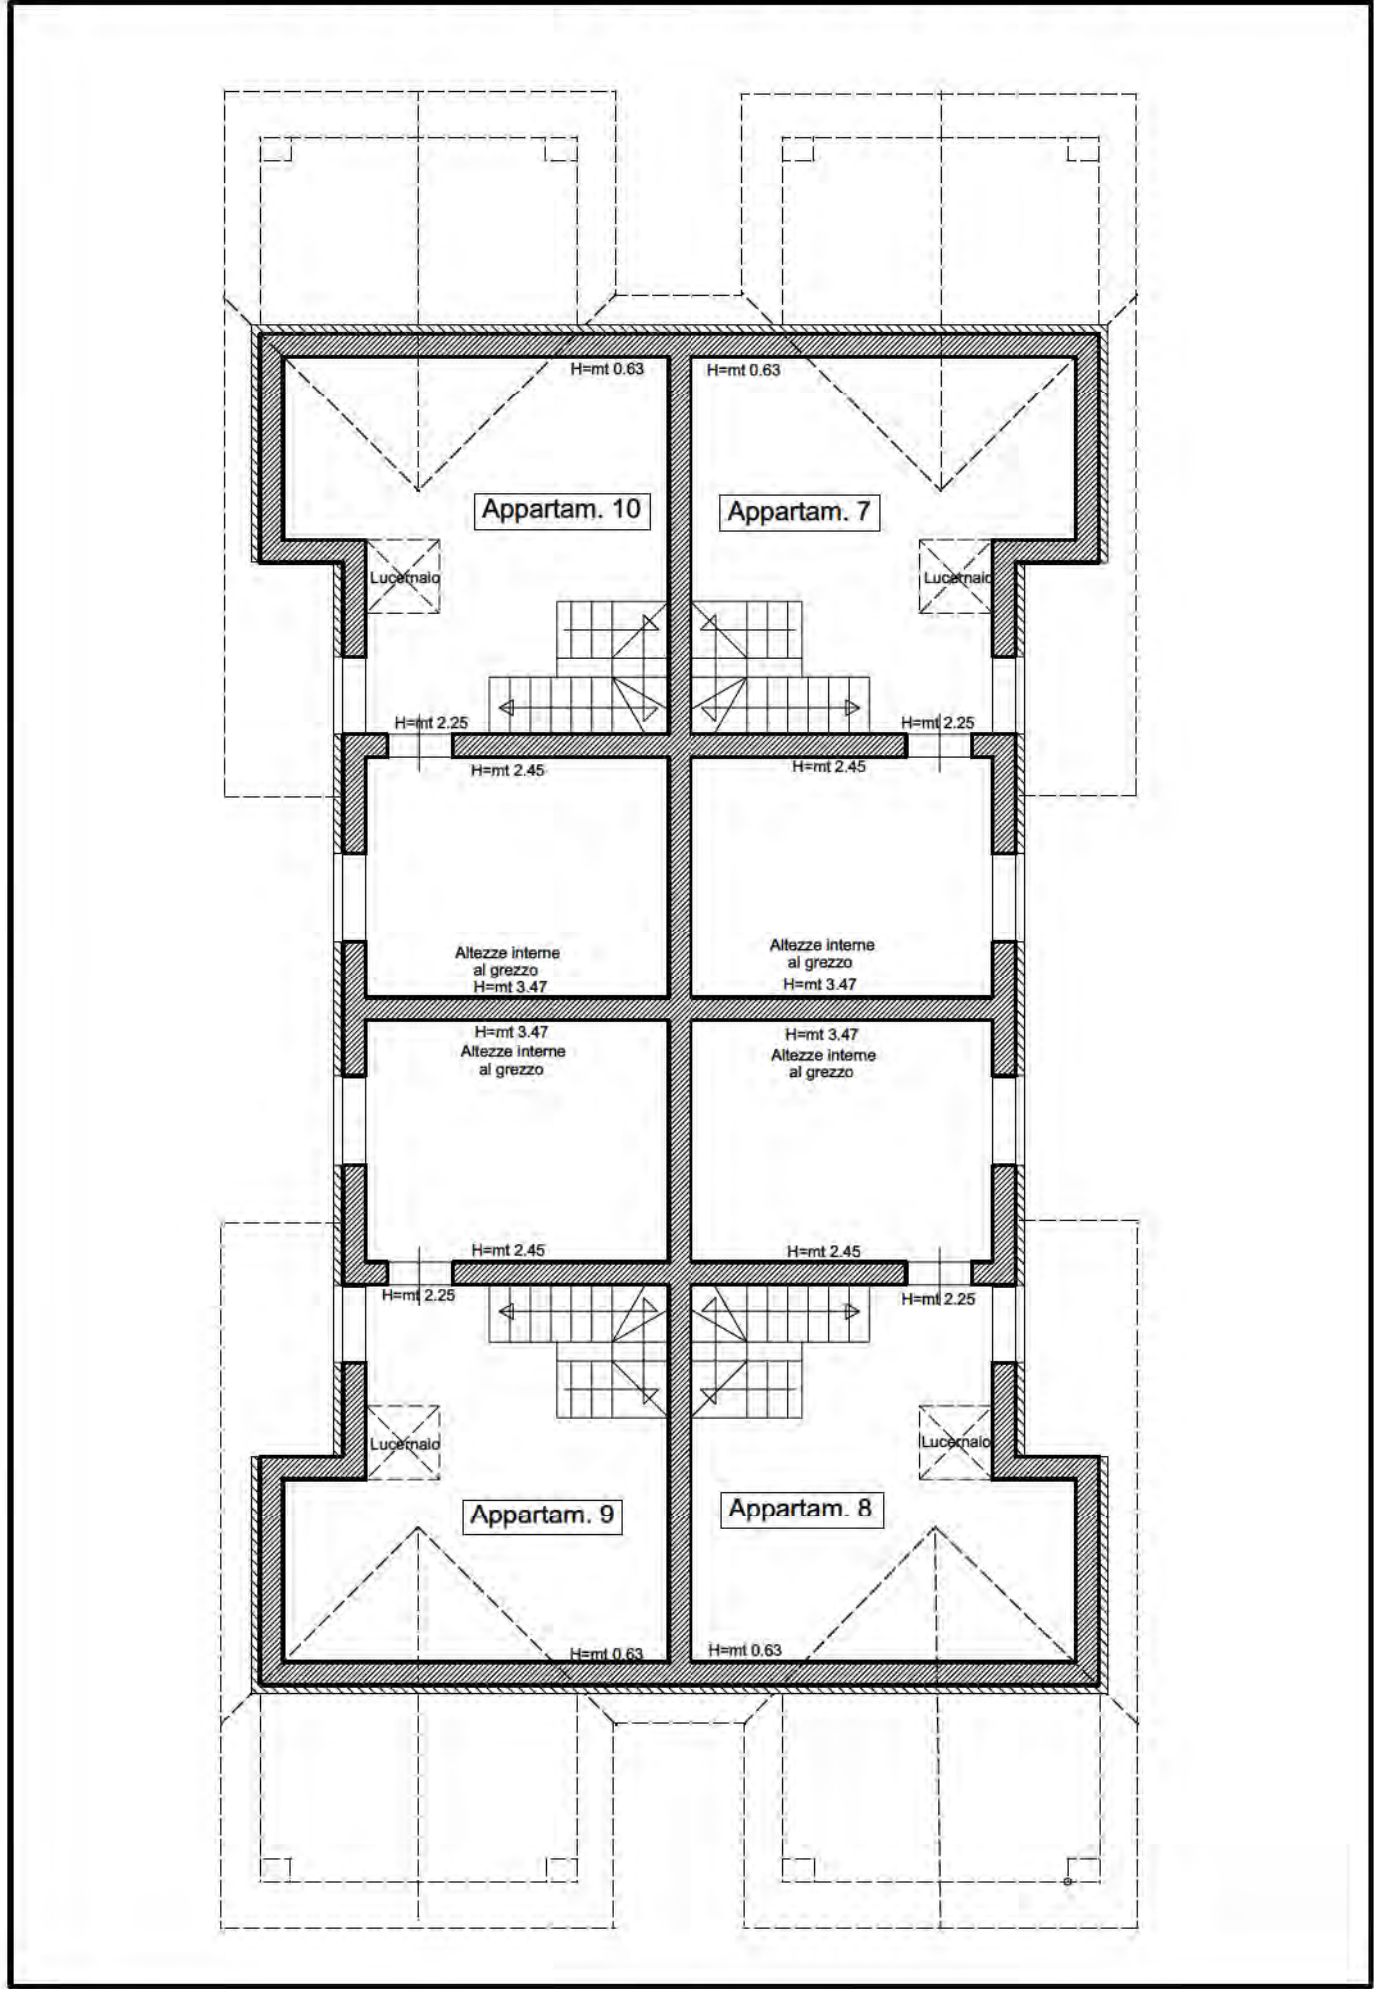 H=mt 0.63
H=mt 0.63
Appartam. 10
Appartam. 7
Lucernaio
Lucernaio
H=mt 2.25
H=mt 2.25
H=mt 2.45
H=mt 2.45
Altezze interne
al grezzo
H=mt 3.47
Altezze interne
al grezzo
H=mt 3.47
H=mt 3.47
Altezze interne
al grezzo
H=mt 3.47
Altezze interne
al grezzo
H=mt 2.45
H=mt 2.45
H=mt 2.25
H=mt 2.25
Lucernaio
Lucernaio
Appartam. 9
Appartam. 8
H=mt 0.63
H=mt 0.63